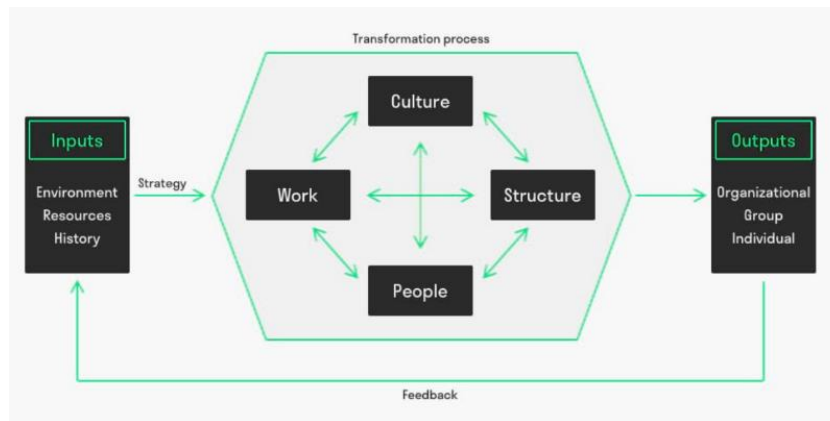 Transformation process
Culture
Inputs
Outputs
Strategy
Environment
Resources
History
Work
Structure
Organizational
Group
Individual
People
Feedback